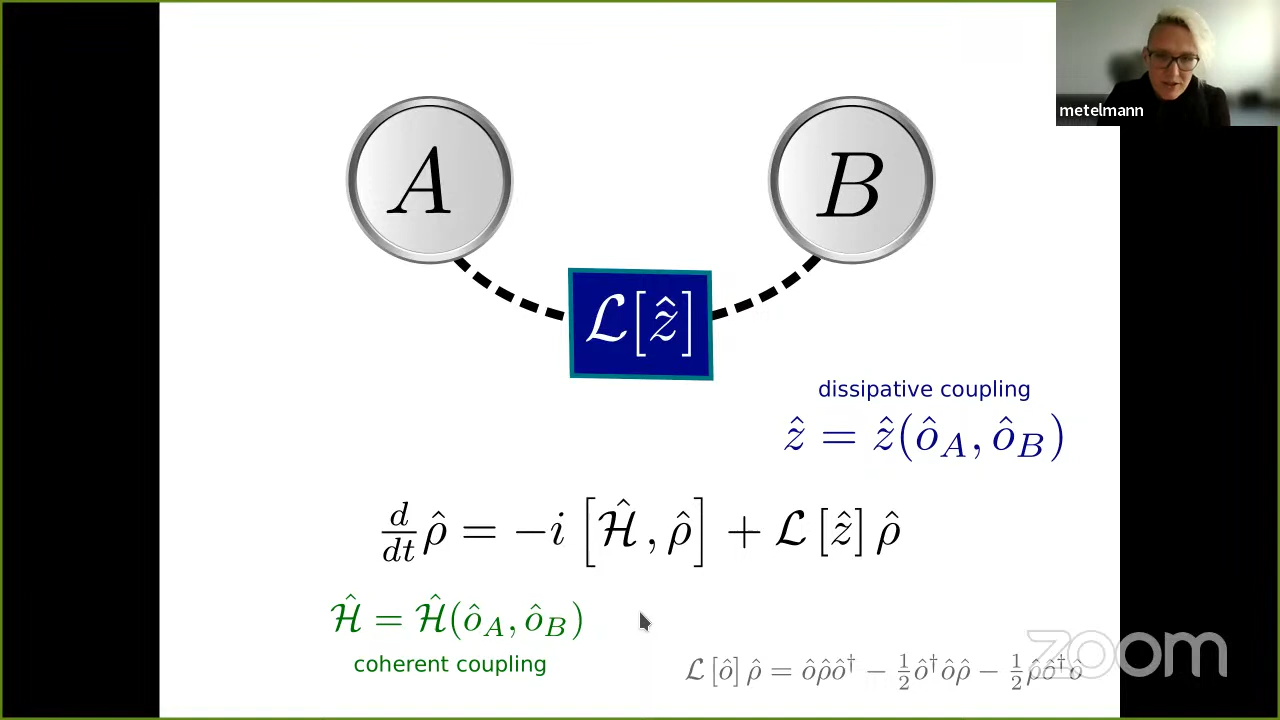 metelmann
A
B
ℒ[ẑ]
dissipative coupling
ẑ = ẑ(ô_A, ô_B)
d/dt ρ̂ = −i [ℋ̂, ρ̂] + ℒ[ẑ] ρ̂
ℋ̂ = ℋ̂(ô_A, ô_B)
coherent coupling
ℒ[ô] ρ̂ = ôρ̂ô† − ½ô†ôρ̂ − ½ρ̂ô†ô
zoom